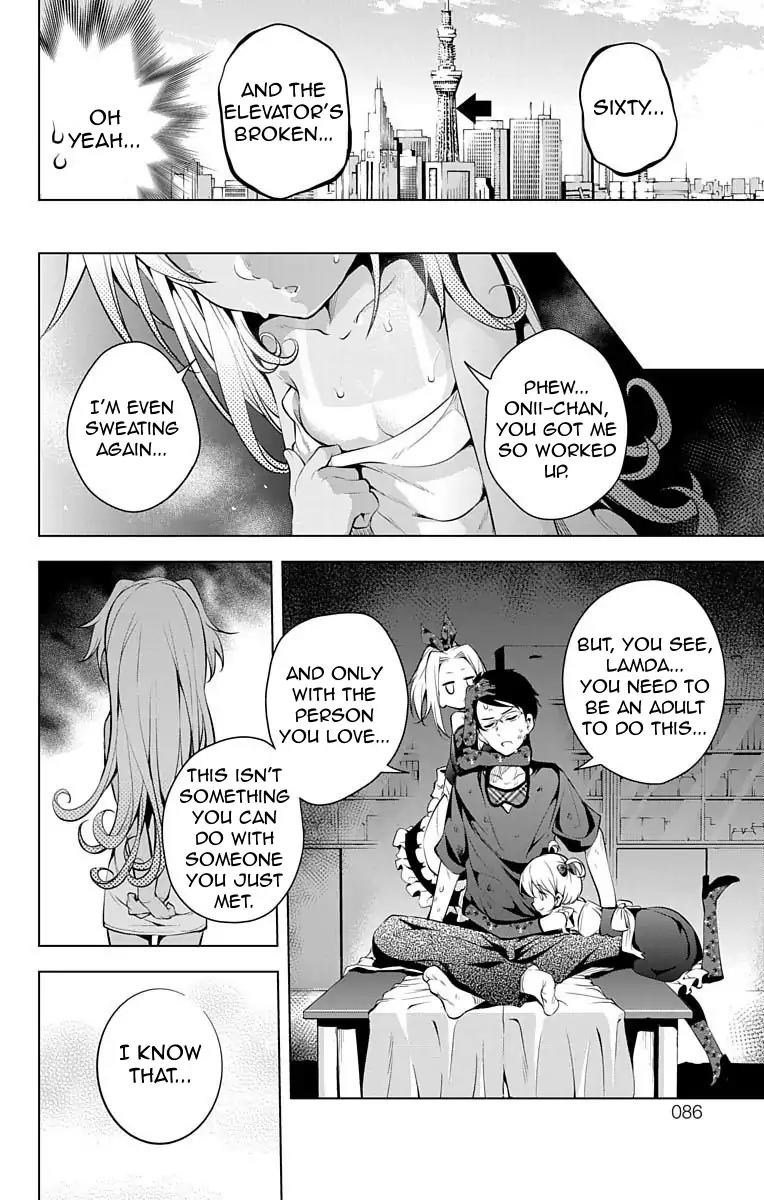 SIXTY...
AND THE
ELEVATOR'S
BROKEN...
OH
YEAH...
PHEW...
ONII-CHAN,
YOU GOT ME
SO WORKED
UP.
I'M EVEN
SWEATING
AGAIN...
BUT, YOU SEE,
LAMDA...
YOU NEED TO
BE AN ADULT
TO DO THIS...
AND ONLY
WITH THE
PERSON
YOU LOVE...
THIS ISN'T
SOMETHING
YOU CAN
DO WITH
SOMEONE
YOU JUST
MET.
I KNOW
THAT...
086